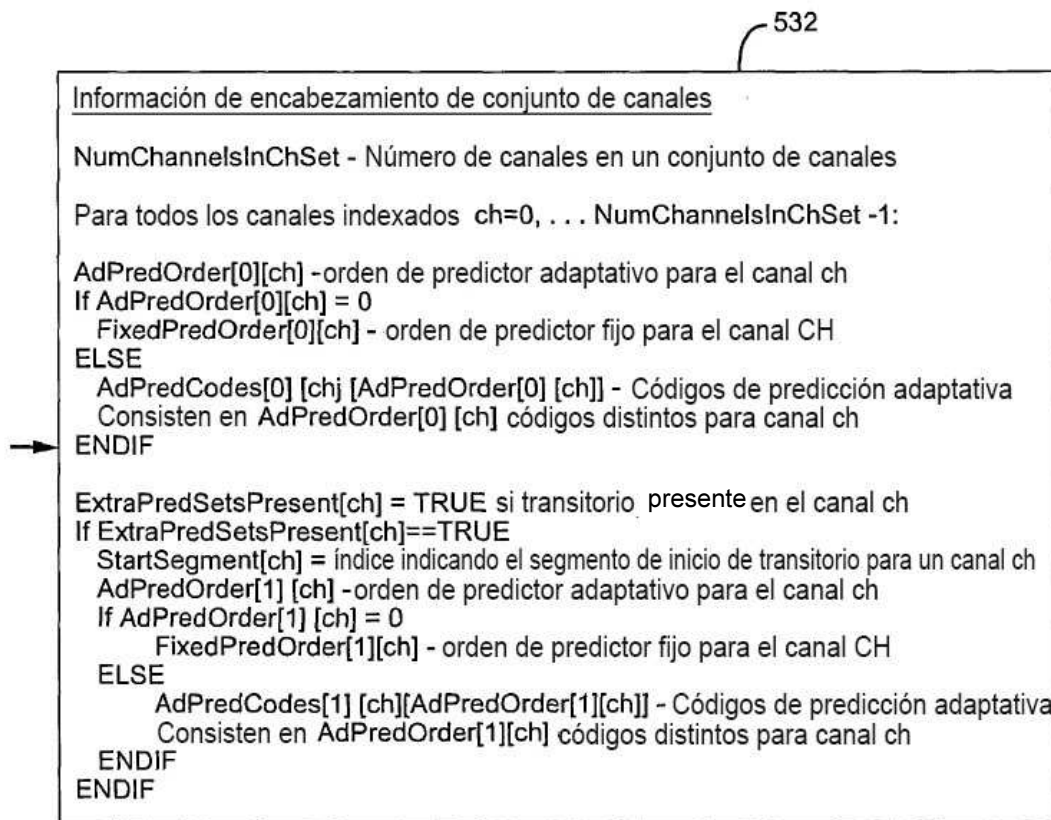 532
Información de encabezamiento de conjunto de canales
NumChannelsInChSet - Número de canales en un conjunto de canales
Para todos los canales indexados ch=0, . . . NumChannelsInChSet -1:
AdPredOrder[0][ch] -orden de predictor adaptativo para el canal ch
If AdPredOrder[0][ch] = 0
FixedPredOrder[0][ch] - orden de predictor fijo para el canal CH
ELSE
AdPredCodes[0] [chj [AdPredOrder[0] [ch]] - Códigos de predicción adaptativa
Consisten en AdPredOrder[0] [ch] códigos distintos para canal ch
ENDIF
ExtraPredSetsPresent[ch] = TRUE si transitorio presente en el canal ch
If ExtraPredSetsPresent[ch]==TRUE
StartSegment[ch] = índice indicando el segmento de inicio de transitorio para un canal ch
AdPredOrder[1] [ch] -orden de predictor adaptativo para el canal ch
If AdPredOrder[1] [ch] = 0
FixedPredOrder[1][ch] - orden de predictor fijo para el canal CH
ELSE
AdPredCodes[1] [ch][AdPredOrder[1][ch]] - Códigos de predicción adaptativa
Consisten en AdPredOrder[1][ch] códigos distintos para canal ch
ENDIF
ENDIF